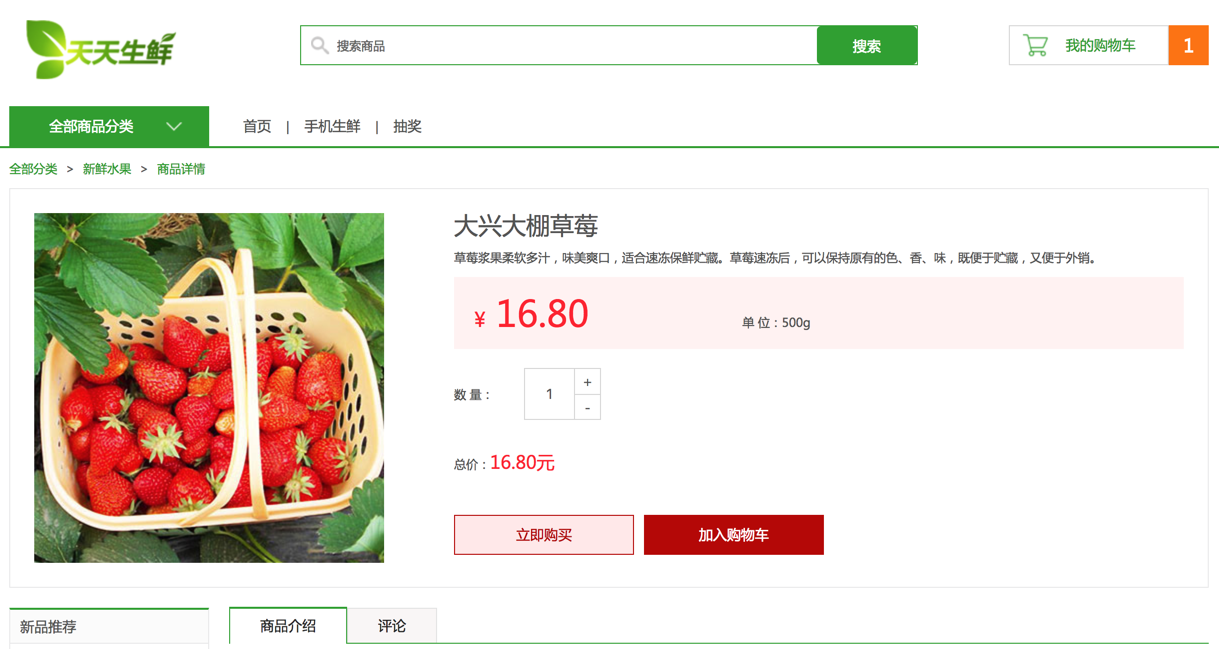 天天生鲜
搜索商品
搜索
我的购物车
1
全部商品分类
首页 | 手机生鲜 | 抽奖
全部分类 > 新鲜水果 > 商品详情
大兴大棚草莓
草莓浆果柔软多汁，味美爽口，适合速冻保鲜贮藏。草莓速冻后，可以保持原有的色、香、味，既便于贮藏，又便于外销。
¥ 16.80
单 位：500g
数 量：
1
+
-
总价：16.80元
立即购买
加入购物车
新品推荐
商品介绍
评论